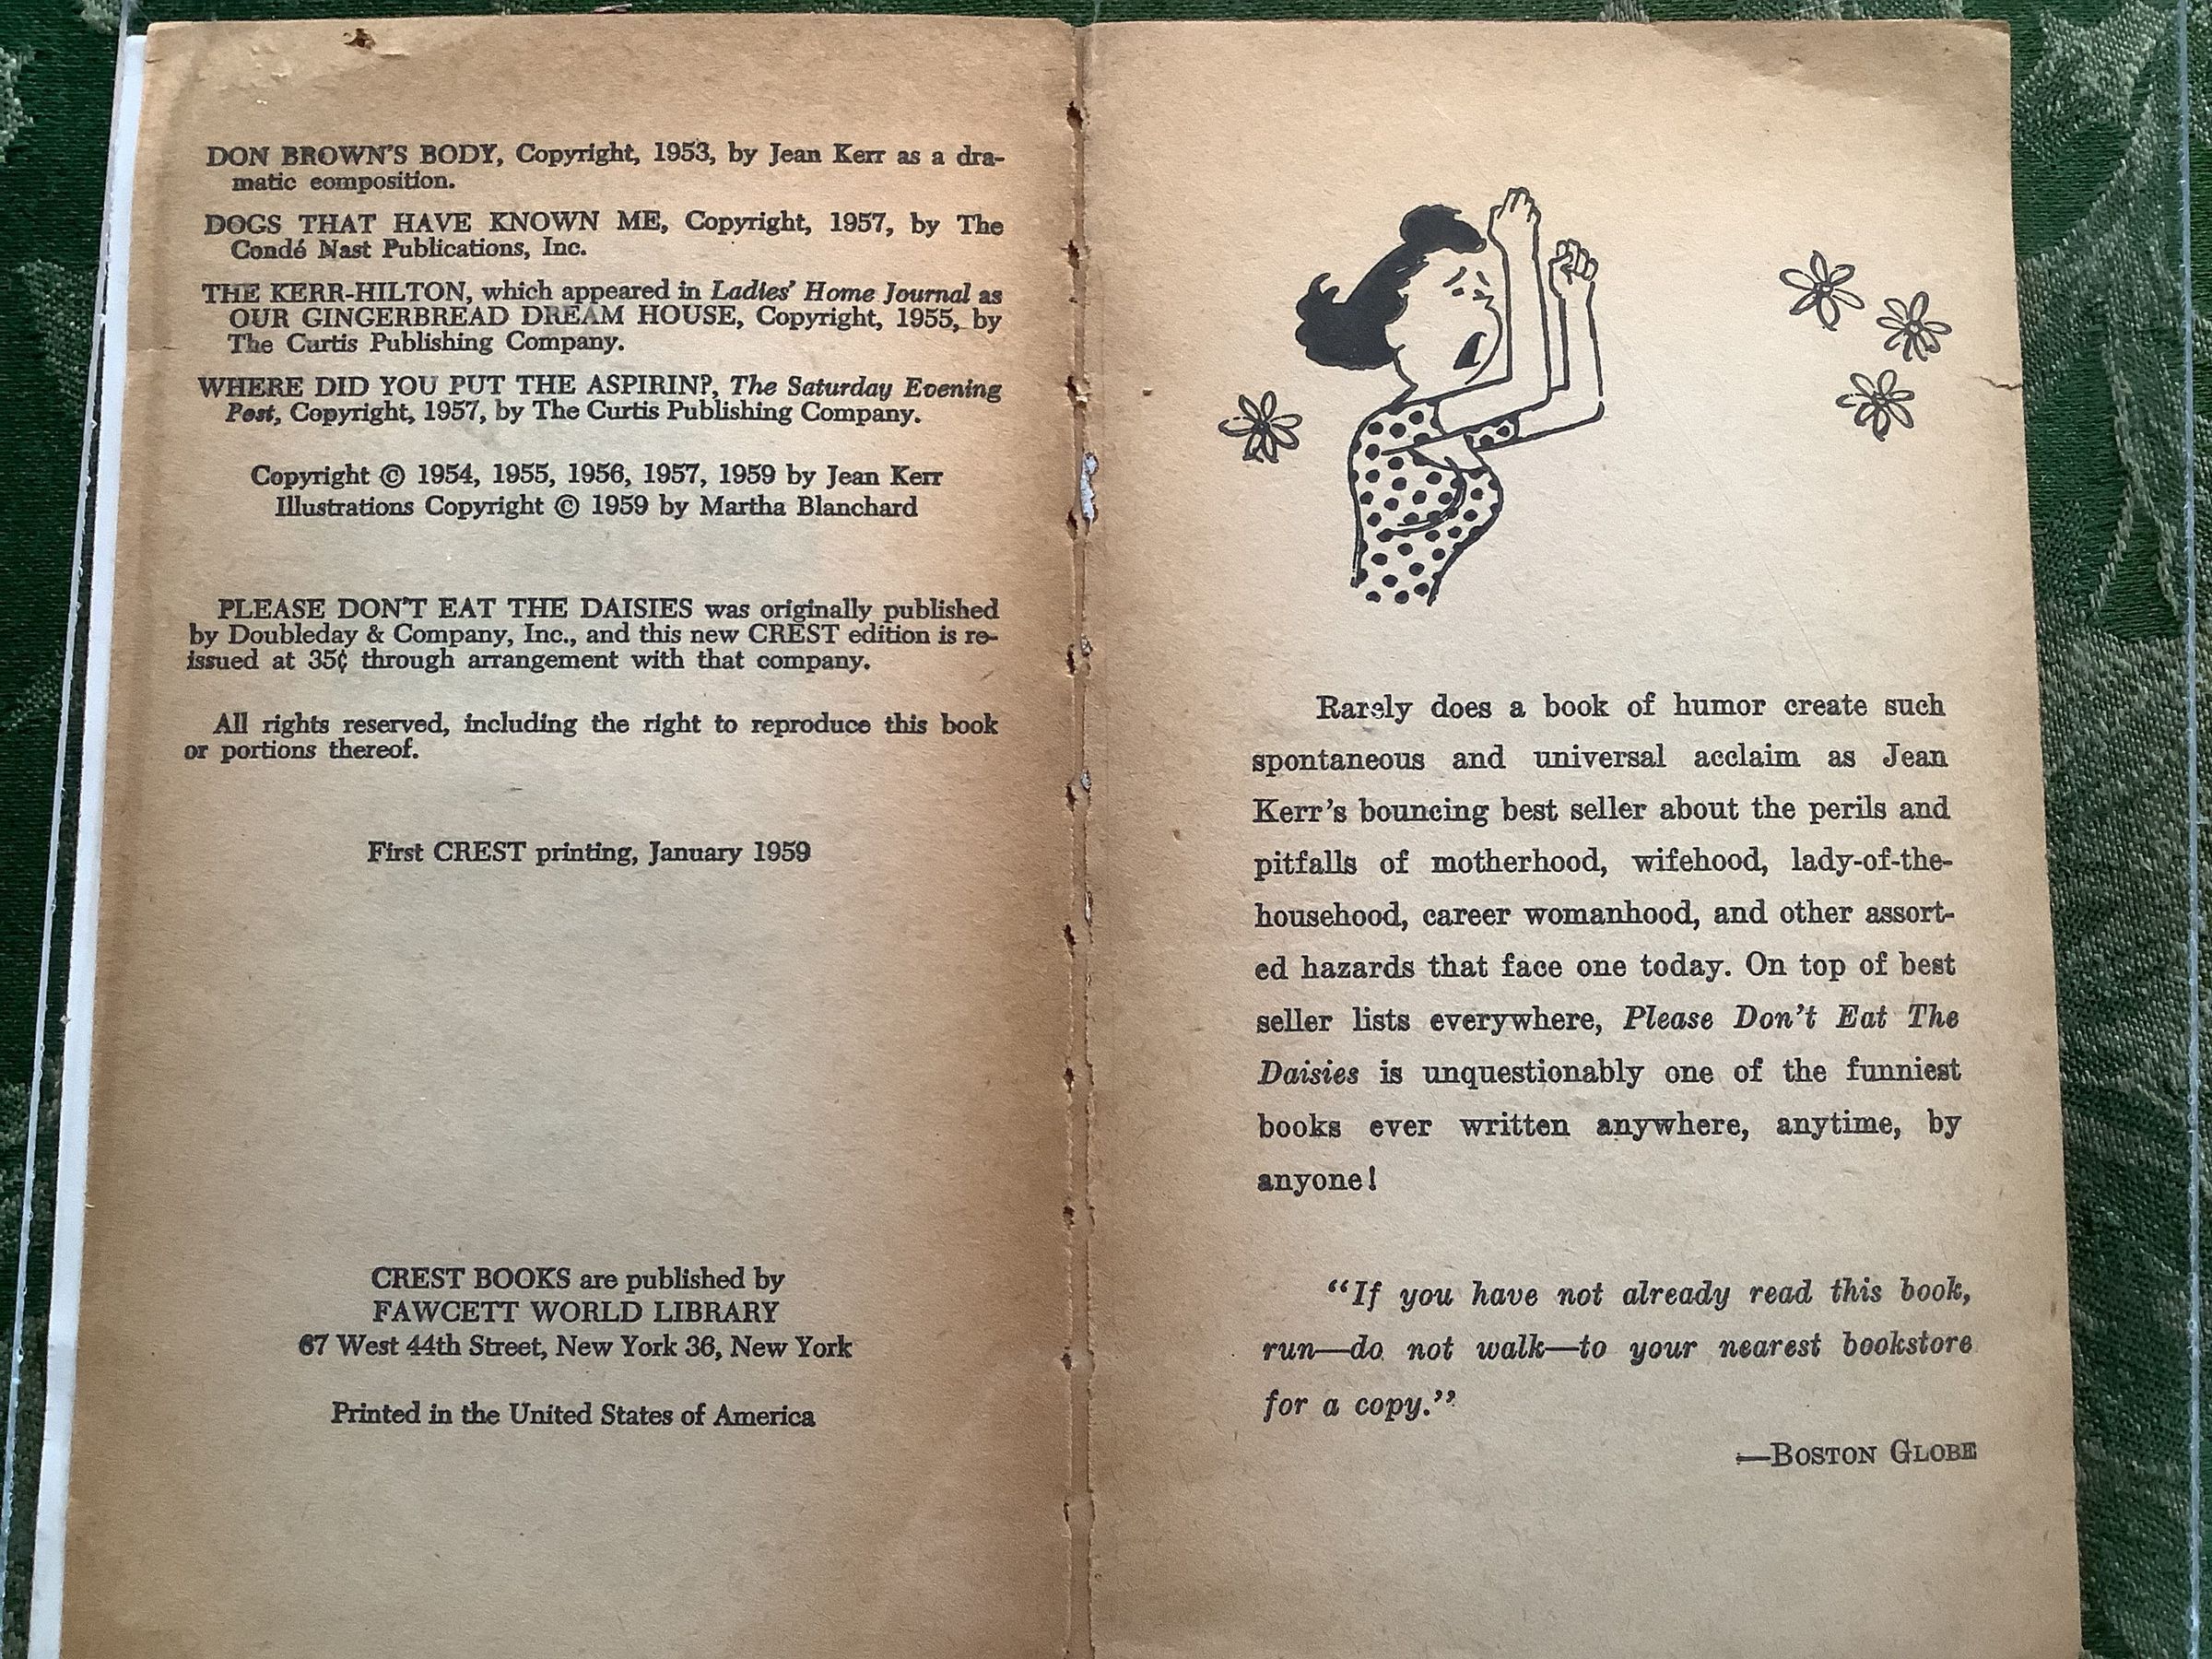 DON BROWN'S BODY, Copyright, 1953, by Jean Kerr as a dra-
matic composition.
DOGS THAT HAVE KNOWN ME, Copyright, 1957, by The
Condé Nast Publications, Inc.
THE KERR-HILTON, which appeared in Ladies' Home Journal as
OUR GINGERBREAD DREAM HOUSE, Copyright, 1955, by
The Curtis Publishing Company.
WHERE DID YOU PUT THE ASPIRIN?, The Saturday Evening
Post, Copyright, 1957, by The Curtis Publishing Company.
Copyright © 1954, 1955, 1956, 1957, 1959 by Jean Kerr
Illustrations Copyright © 1959 by Martha Blanchard
PLEASE DON'T EAT THE DAISIES was originally published
by Doubleday & Company, Inc., and this new CREST edition is re-
issued at 35¢ through arrangement with that company.
All rights reserved, including the right to reproduce this book
or portions thereof.
First CREST printing, January 1959
CREST BOOKS are published by
FAWCETT WORLD LIBRARY
67 West 44th Street, New York 36, New York
Printed in the United States of America
Rarely does a book of humor create such
spontaneous and universal acclaim as Jean
Kerr's bouncing best seller about the perils and
pitfalls of motherhood, wifehood, lady-of-the-
househood, career womanhood, and other assort-
ed hazards that face one today. On top of best
seller lists everywhere, Please Don't Eat The
Daisies is unquestionably one of the funniest
books ever written anywhere, anytime, by
anyone!
"If you have not already read this book,
run—do not walk—to your nearest bookstore
for a copy."
—BOSTON GLOBE